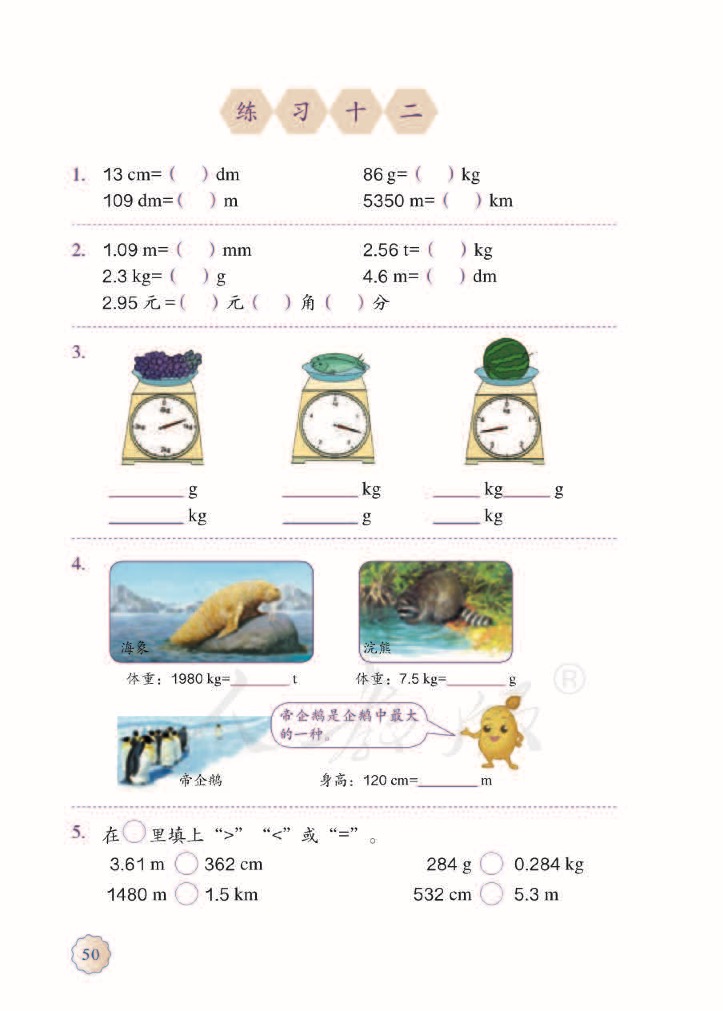 练习十二
1. 13 cm=（ ）dm 86 g=（ ）kg
109 dm=（ ）m 5350 m=（ ）km
2. 1.09 m=（ ）mm 2.56 t=（ ）kg
2.3 kg=（ ）g 4.6 m=（ ）dm
2.95 元=（ ）元（ ）角（ ）分
3.
______ g ______ kg ______ kg ______ g
______ kg ______ g ______ kg
4.
海象 浣熊
体重：1980 kg=______ t 体重：7.5 kg=______ g
帝企鹅是企鹅中最大
的一种。
帝企鹅 身高：120 cm=______ m
5. 在○里填上“>”“<”或“=”。
3.61 m ○ 362 cm 284 g ○ 0.284 kg
1480 m ○ 1.5 km 532 cm ○ 5.3 m
50